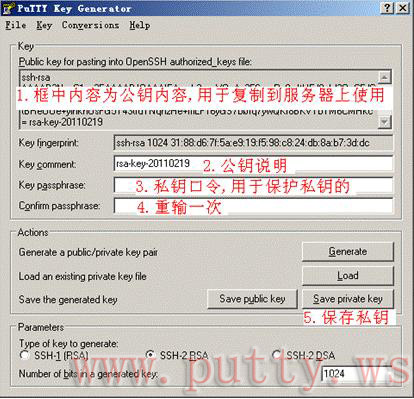 PuTTY Key Generator
File Key Conversions Help
Key
Public key for pasting into OpenSSH authorized_keys file:
ssh-rsa
1.框中内容为公钥内容,用于复制到服务器上使用
= rsa-key-20110219
Key fingerprint: ssh-rsa 1024 31:88:d6:7f:5a:e9:19:f5:98:c8:24:db:8a:b7:3d:dc
Key comment: rsa-key-20110219 2.公钥说明
Key passphrase: 3.私钥口令,用于保护私钥的
Confirm passphrase: 4.重输一次
Actions
Generate a public/private key pair Generate
Load an existing private key file Load
Save the generated key Save public key Save private key
5.保存私钥
Parameters
Type of key to generate:
SSH-1 (RSA) SSH-2 RSA SSH-2 DSA
Number of bits in a generated key: 1024
www.putty.ws